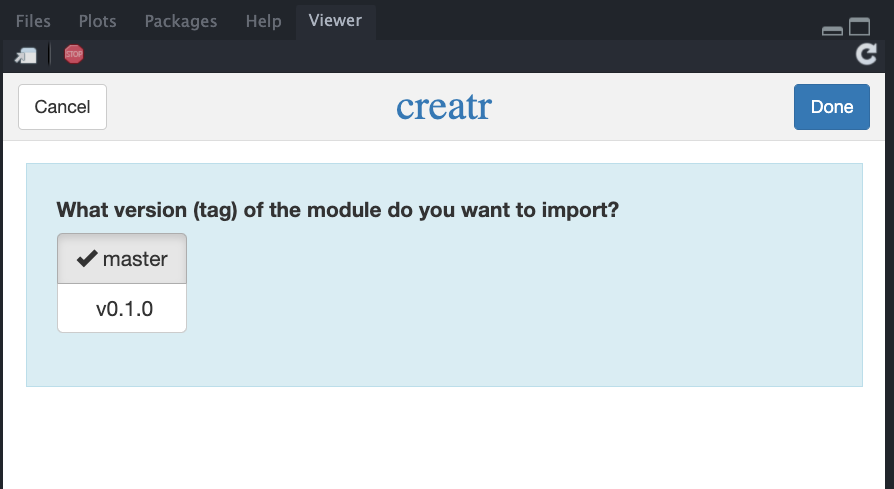 Files Plots Packages Help Viewer
STOP
Cancel creatr Done
What version (tag) of the module do you want to import?
master
v0.1.0